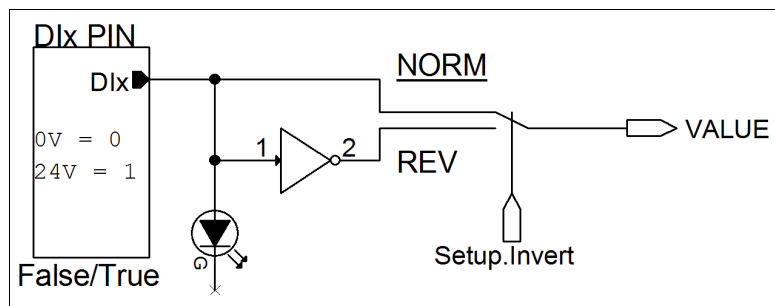 DIx PIN
DIx
0V = 0
24V = 1
False/True
NORM
1
2
REV
G
VALUE
Setup.Invert